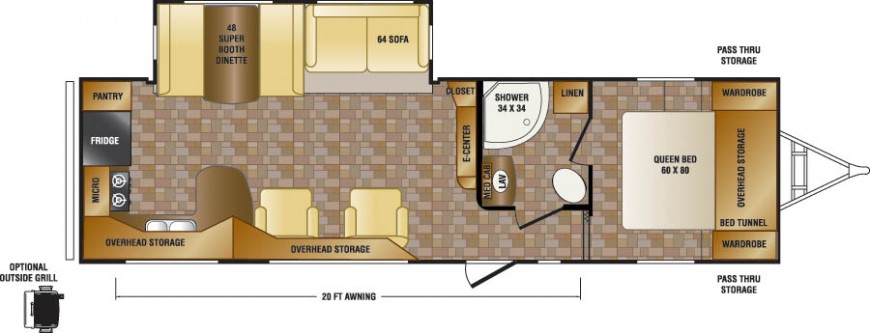 48
SUPER
BOOTH
DINETTE
64 SOFA
PASS THRU
STORAGE
PANTRY
CLOSET
SHOWER
34 X 34
LINEN
WARDROBE
FRIDGE
E-CENTER
QUEEN BED
60 X 80
OVERHEAD STORAGE
MICRO
MED CAB
LAV
BED TUNNEL
OVERHEAD STORAGE
OVERHEAD STORAGE
WARDROBE
OPTIONAL
OUTSIDE GRILL
20 FT AWNING
PASS THRU
STORAGE